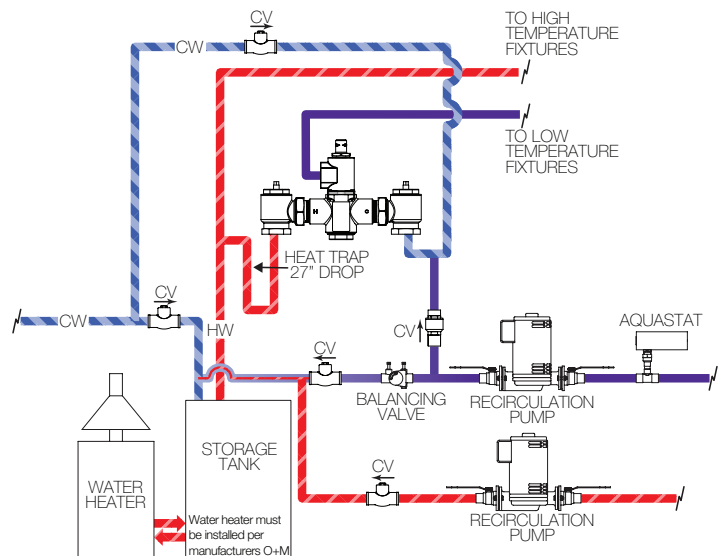 CV
CW
TO HIGH
TEMPERATURE
FIXTURES
TO LOW
TEMPERATURE
FIXTURES
H
C
HEAT TRAP
27" DROP
CV
CW
HW
CV
CV
AQUASTAT
BALANCING
VALVE
RECIRCULATION
PUMP
STORAGE
TANK
WATER
HEATER
CV
Water heater must
be installed per
manufacturers O+M
RECIRCULATION
PUMP